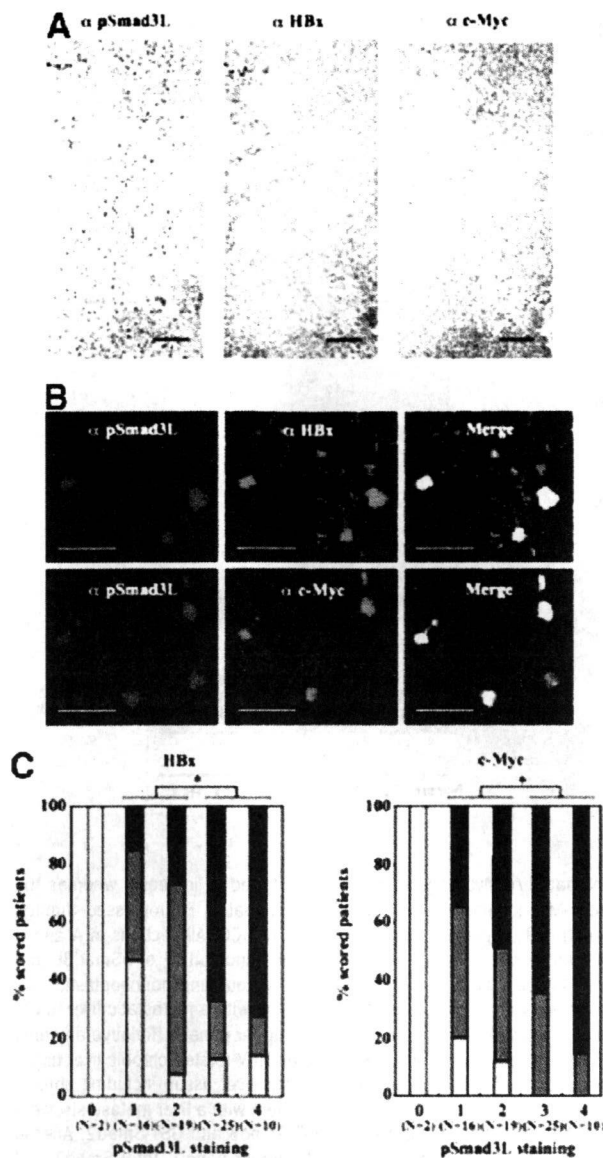 A
α pSmad3L
α HBx
α c-Myc
B
α pSmad3L
α HBx
Merge
α pSmad3L
α c-Myc
Merge
C
HBx
c-Myc
*
*
% scored patients
100
80
60
40
20
0
0 1 2 3 4
(N=2) (N=16) (N=19) (N=25) (N=10)
pSmad3L staining
% scored patients
100
80
60
40
20
0
0 1 2 3 4
(N=2) (N=16) (N=19) (N=25) (N=10)
pSmad3L staining